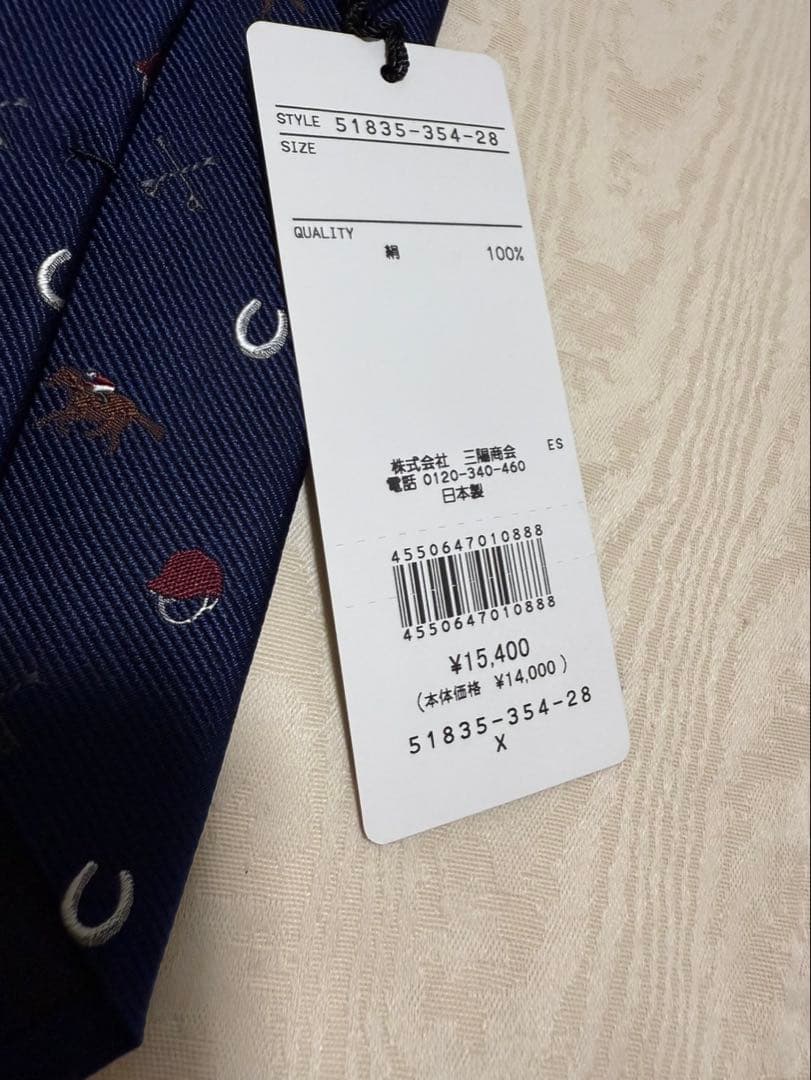 STYLE 51835-354-28
SIZE
QUALITY
絹 100%
株式会社 三陽商会 ES
電話 0120-340-460
日本製
4550647010888
4550647010888
¥15,400
(本体価格 ¥14,000)
51835-354-28
X